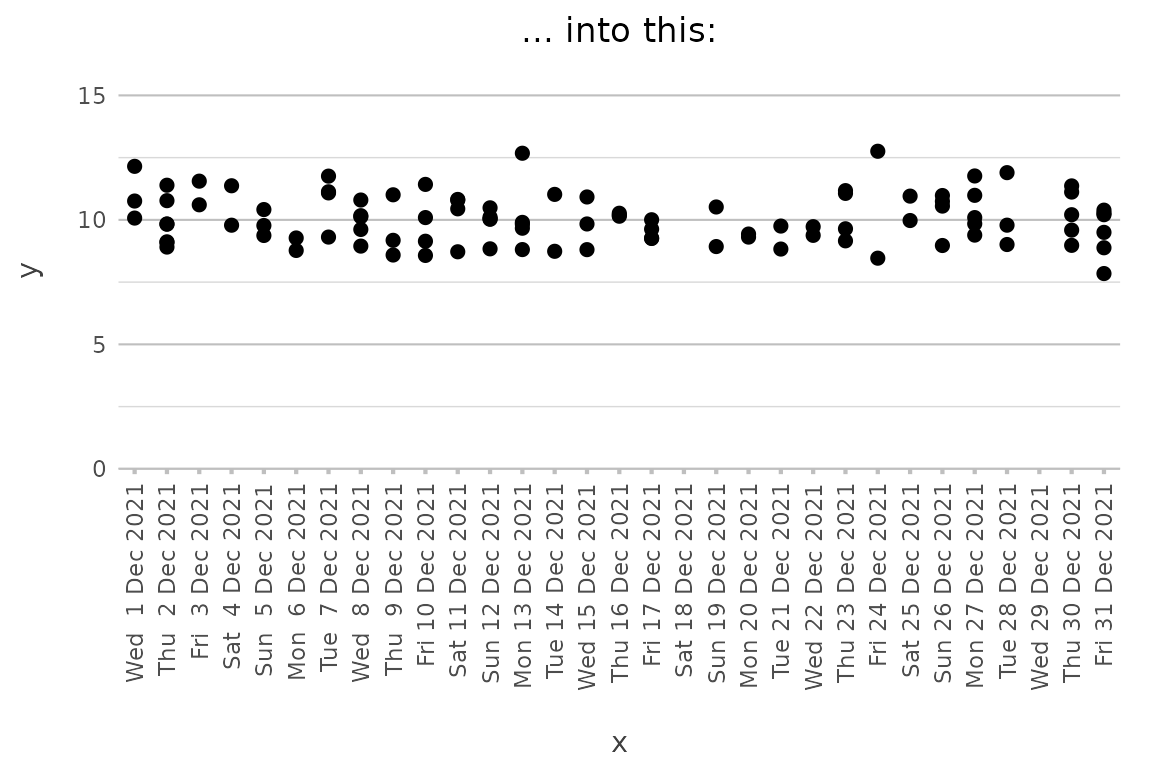 ... into this:
15
10
5
0
y
Wed  1 Dec 2021
Thu  2 Dec 2021
Fri  3 Dec 2021
Sat  4 Dec 2021
Sun  5 Dec 2021
Mon  6 Dec 2021
Tue  7 Dec 2021
Wed  8 Dec 2021
Thu  9 Dec 2021
Fri 10 Dec 2021
Sat 11 Dec 2021
Sun 12 Dec 2021
Mon 13 Dec 2021
Tue 14 Dec 2021
Wed 15 Dec 2021
Thu 16 Dec 2021
Fri 17 Dec 2021
Sat 18 Dec 2021
Sun 19 Dec 2021
Mon 20 Dec 2021
Tue 21 Dec 2021
Wed 22 Dec 2021
Thu 23 Dec 2021
Fri 24 Dec 2021
Sat 25 Dec 2021
Sun 26 Dec 2021
Mon 27 Dec 2021
Tue 28 Dec 2021
Wed 29 Dec 2021
Thu 30 Dec 2021
Fri 31 Dec 2021
x